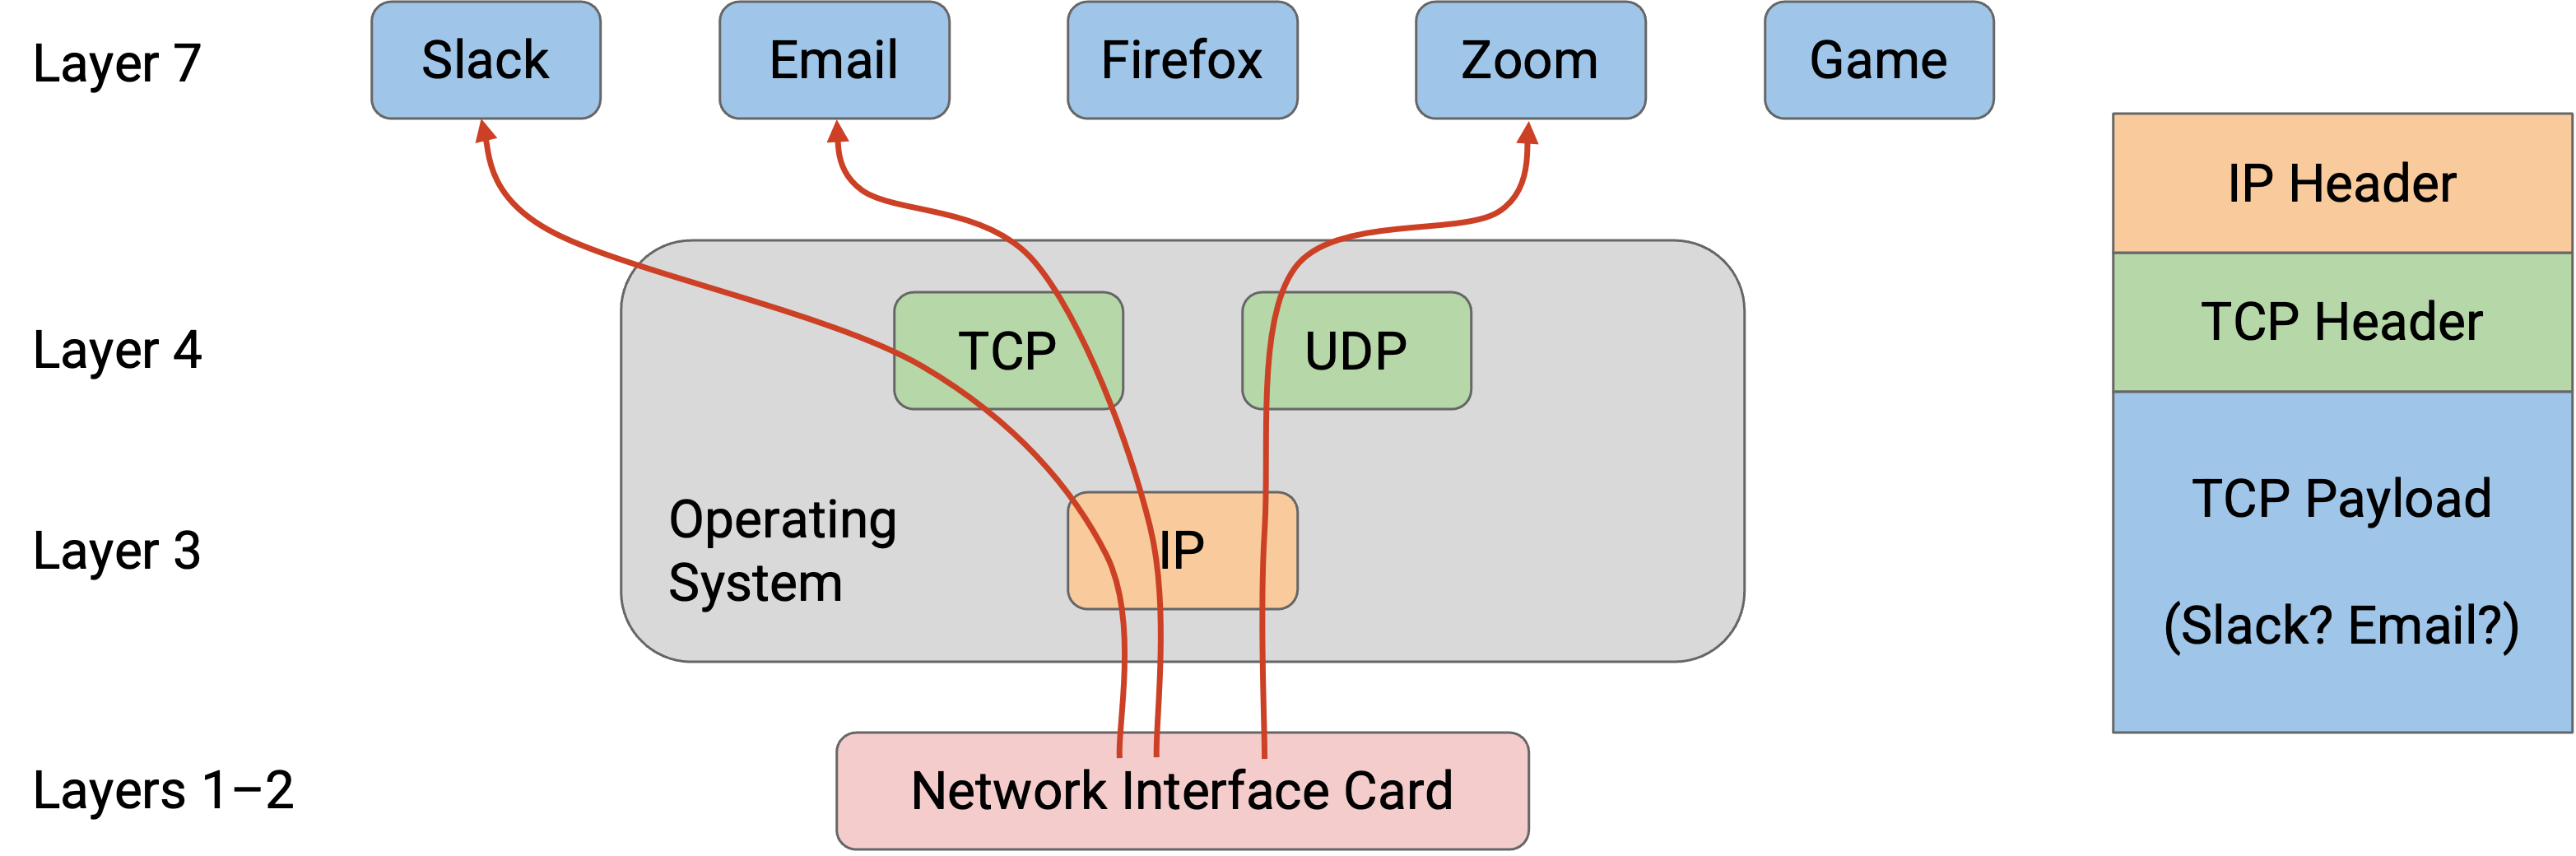 Layer 7
Slack
Email
Firefox
Zoom
Game
Layer 4
TCP
UDP
Layer 3
Operating
System
IP
Layers 1–2
Network Interface Card
IP Header
TCP Header
TCP Payload
(Slack? Email?)